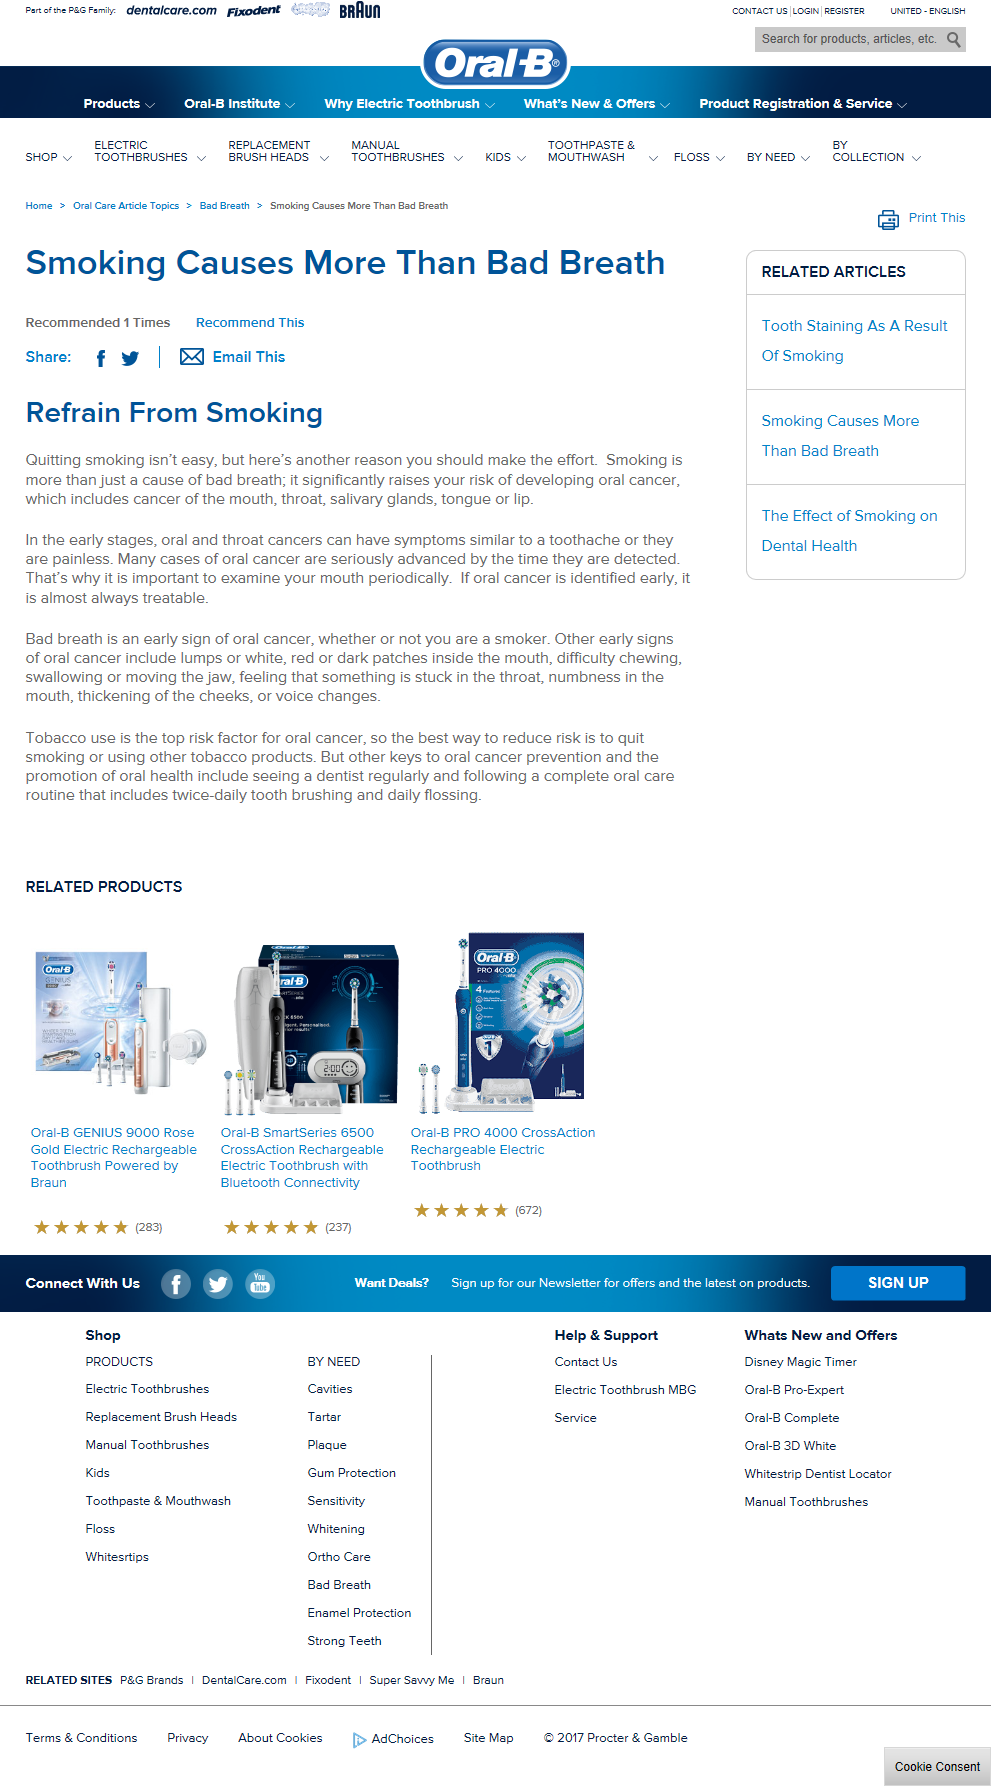 Part of the P&G Family: dentalcare.com Fixodent BRAUN
CONTACT US | LOGIN | REGISTER UNITED - ENGLISH
Search for products, articles, etc.
Oral-B®
Products Oral-B Institute Why Electric Toothbrush What's New & Offers Product Registration & Service
SHOP ELECTRIC TOOTHBRUSHES REPLACEMENT BRUSH HEADS MANUAL TOOTHBRUSHES KIDS TOOTHPASTE & MOUTHWASH FLOSS BY NEED BY COLLECTION
Home > Oral Care Article Topics > Bad Breath > Smoking Causes More Than Bad Breath
Print This
Smoking Causes More Than Bad Breath
Recommended 1 Times Recommend This
Share: Email This
Refrain From Smoking
Quitting smoking isn't easy, but here's another reason you should make the effort. Smoking is
more than just a cause of bad breath; it significantly raises your risk of developing oral cancer,
which includes cancer of the mouth, throat, salivary glands, tongue or lip.
In the early stages, oral and throat cancers can have symptoms similar to a toothache or they
are painless. Many cases of oral cancer are seriously advanced by the time they are detected.
That's why it is important to examine your mouth periodically. If oral cancer is identified early, it
is almost always treatable.
Bad breath is an early sign of oral cancer, whether or not you are a smoker. Other early signs
of oral cancer include lumps or white, red or dark patches inside the mouth, difficulty chewing,
swallowing or moving the jaw, feeling that something is stuck in the throat, numbness in the
mouth, thickening of the cheeks, or voice changes.
Tobacco use is the top risk factor for oral cancer, so the best way to reduce risk is to quit
smoking or using other tobacco products. But other keys to oral cancer prevention and the
promotion of oral health include seeing a dentist regularly and following a complete oral care
routine that includes twice-daily tooth brushing and daily flossing.
RELATED ARTICLES
Tooth Staining As A Result
Of Smoking
Smoking Causes More
Than Bad Breath
The Effect of Smoking on
Dental Health
RELATED PRODUCTS
Oral-B
GENIUS
Oral-B
2:00
Oral-B
PRO 4000
4
1
Oral-B GENIUS 9000 Rose
Gold Electric Rechargeable
Toothbrush Powered by
Braun
(283)
Oral-B SmartSeries 6500
CrossAction Rechargeable
Electric Toothbrush with
Bluetooth Connectivity
(237)
Oral-B PRO 4000 CrossAction
Rechargeable Electric
Toothbrush
(672)
Connect With Us You Tube Want Deals? Sign up for our Newsletter for offers and the latest on products. SIGN UP
Shop
PRODUCTS
Electric Toothbrushes
Replacement Brush Heads
Manual Toothbrushes
Kids
Toothpaste & Mouthwash
Floss
Whitesrtips
BY NEED
Cavities
Tartar
Plaque
Gum Protection
Sensitivity
Whitening
Ortho Care
Bad Breath
Enamel Protection
Strong Teeth
Help & Support
Contact Us
Electric Toothbrush MBG
Service
Whats New and Offers
Disney Magic Timer
Oral-B Pro-Expert
Oral-B Complete
Oral-B 3D White
Whitestrip Dentist Locator
Manual Toothbrushes
RELATED SITES P&G Brands | DentalCare.com | Fixodent | Super Savvy Me | Braun
Terms & Conditions Privacy About Cookies AdChoices Site Map © 2017 Procter & Gamble
Cookie Consent